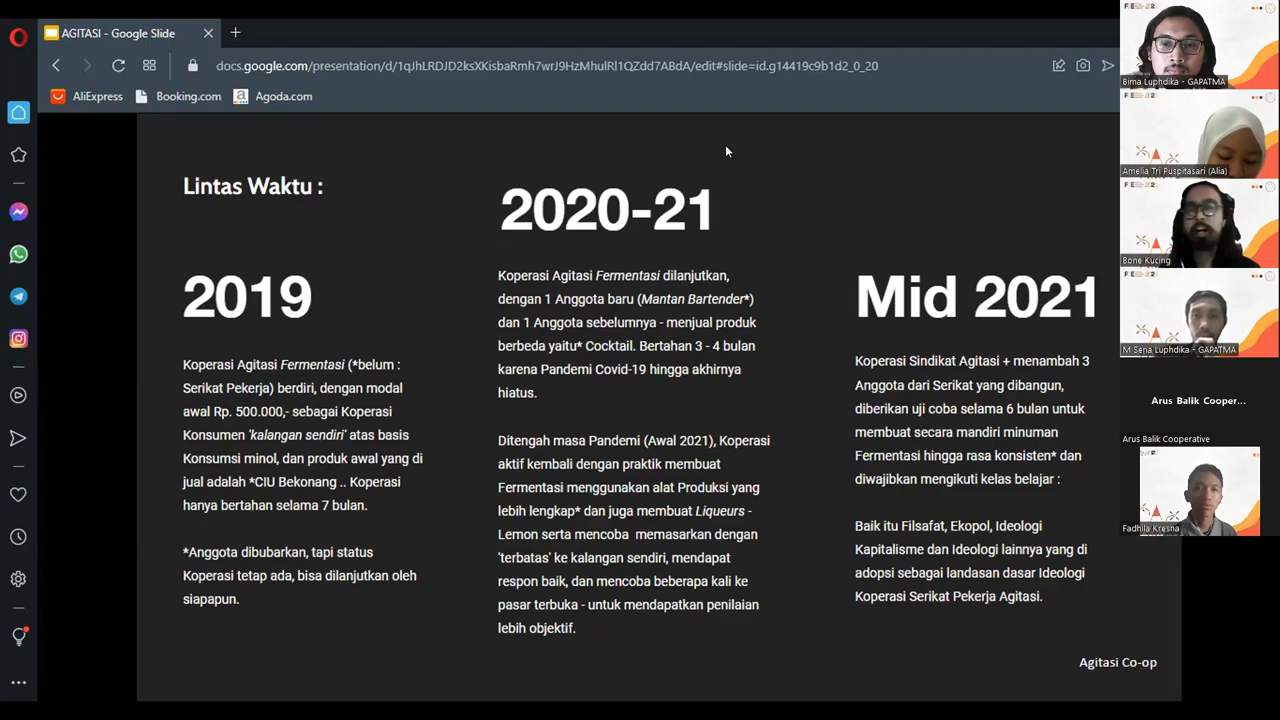 AGITASI - Google Slide
docs.google.com/presentation/d/1qJhLRDJD2ksXKisbaRmh7wrJ9HzMhulRl1QZdd7ABdA/edit#slide=id.g14419c9b1d2_0_20
AliExpress
Booking.com
Agoda.com
Lintas Waktu :
2019
Koperasi Agitasi Fermentasi (*belum :
Serikat Pekerja) berdiri, dengan modal
awal Rp. 500.000,- sebagai Koperasi
Konsumen 'kalangan sendiri' atas basis
Konsumsi minol, dan produk awal yang di
jual adalah *CIU Bekonang .. Koperasi
hanya bertahan selama 7 bulan.
*Anggota dibubarkan, tapi status
Koperasi tetap ada, bisa dilanjutkan oleh
siapapun.
2020-21
Koperasi Agitasi Fermentasi dilanjutkan,
dengan 1 Anggota baru (Mantan Bartender*)
dan 1 Anggota sebelumnya - menjual produk
berbeda yaitu* Cocktail. Bertahan 3 - 4 bulan
karena Pandemi Covid-19 hingga akhirnya
hiatus.
Ditengah masa Pandemi (Awal 2021), Koperasi
aktif kembali dengan praktik membuat
Fermentasi menggunakan alat Produksi yang
lebih lengkap* dan juga membuat Liqueurs -
Lemon serta mencoba memasarkan dengan
'terbatas' ke kalangan sendiri, mendapat
respon baik, dan mencoba beberapa kali ke
pasar terbuka - untuk mendapatkan penilaian
lebih objektif.
Mid 2021
Koperasi Sindikat Agitasi + menambah 3
Anggota dari Serikat yang dibangun,
diberikan uji coba selama 6 bulan untuk
membuat secara mandiri minuman
Fermentasi hingga rasa konsisten* dan
diwajibkan mengikuti kelas belajar :
Baik itu Filsafat, Ekopol, Ideologi
Kapitalisme dan Ideologi lainnya yang di
adopsi sebagai landasan dasar Ideologi
Koperasi Serikat Pekerja Agitasi.
Agitasi Co-op
Bima Luphdika - GAPATMA
Amelia Tri Puspitasari (Alia)
Bone Kucing
M Sena Luphdika - GAPATMA
Arus Balik Cooper...
Arus Balik Cooperative
Fadhila Kresna